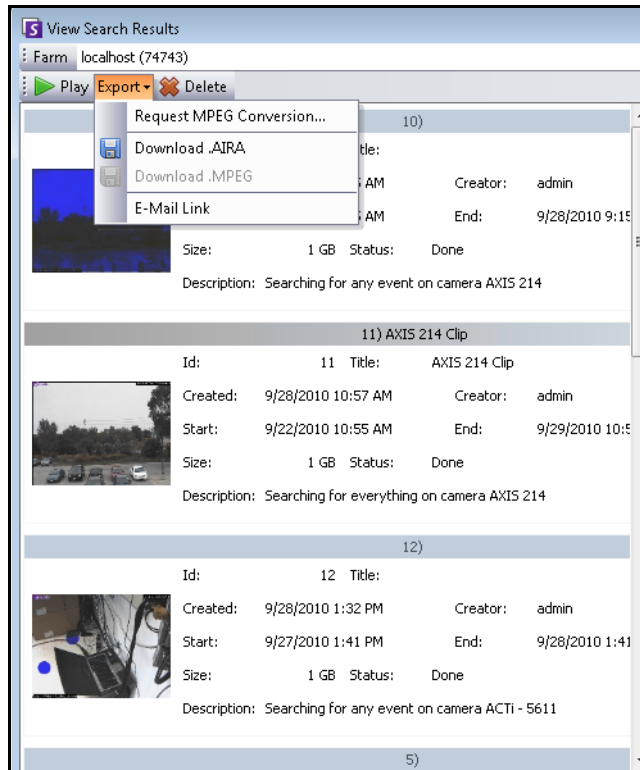 View Search Results
Farm localhost (74743)
Play Export Delete
Request MPEG Conversion...
Download .AIRA
Download .MPEG
E-Mail Link
10)
tle:
AM Creator: admin
AM End: 9/28/2010 9:15
Size: 1 GB Status: Done
Description: Searching for any event on camera AXIS 214
11) AXIS 214 Clip
Id: 11 Title: AXIS 214 Clip
Created: 9/28/2010 10:57 AM Creator: admin
Start: 9/22/2010 10:55 AM End: 9/29/2010 10:5
Size: 1 GB Status: Done
Description: Searching for everything on camera AXIS 214
12)
Id: 12 Title:
Created: 9/28/2010 1:32 PM Creator: admin
Start: 9/27/2010 1:41 PM End: 9/28/2010 1:41
Size: 1 GB Status: Done
Description: Searching for any event on camera ACTi - 5611
5)